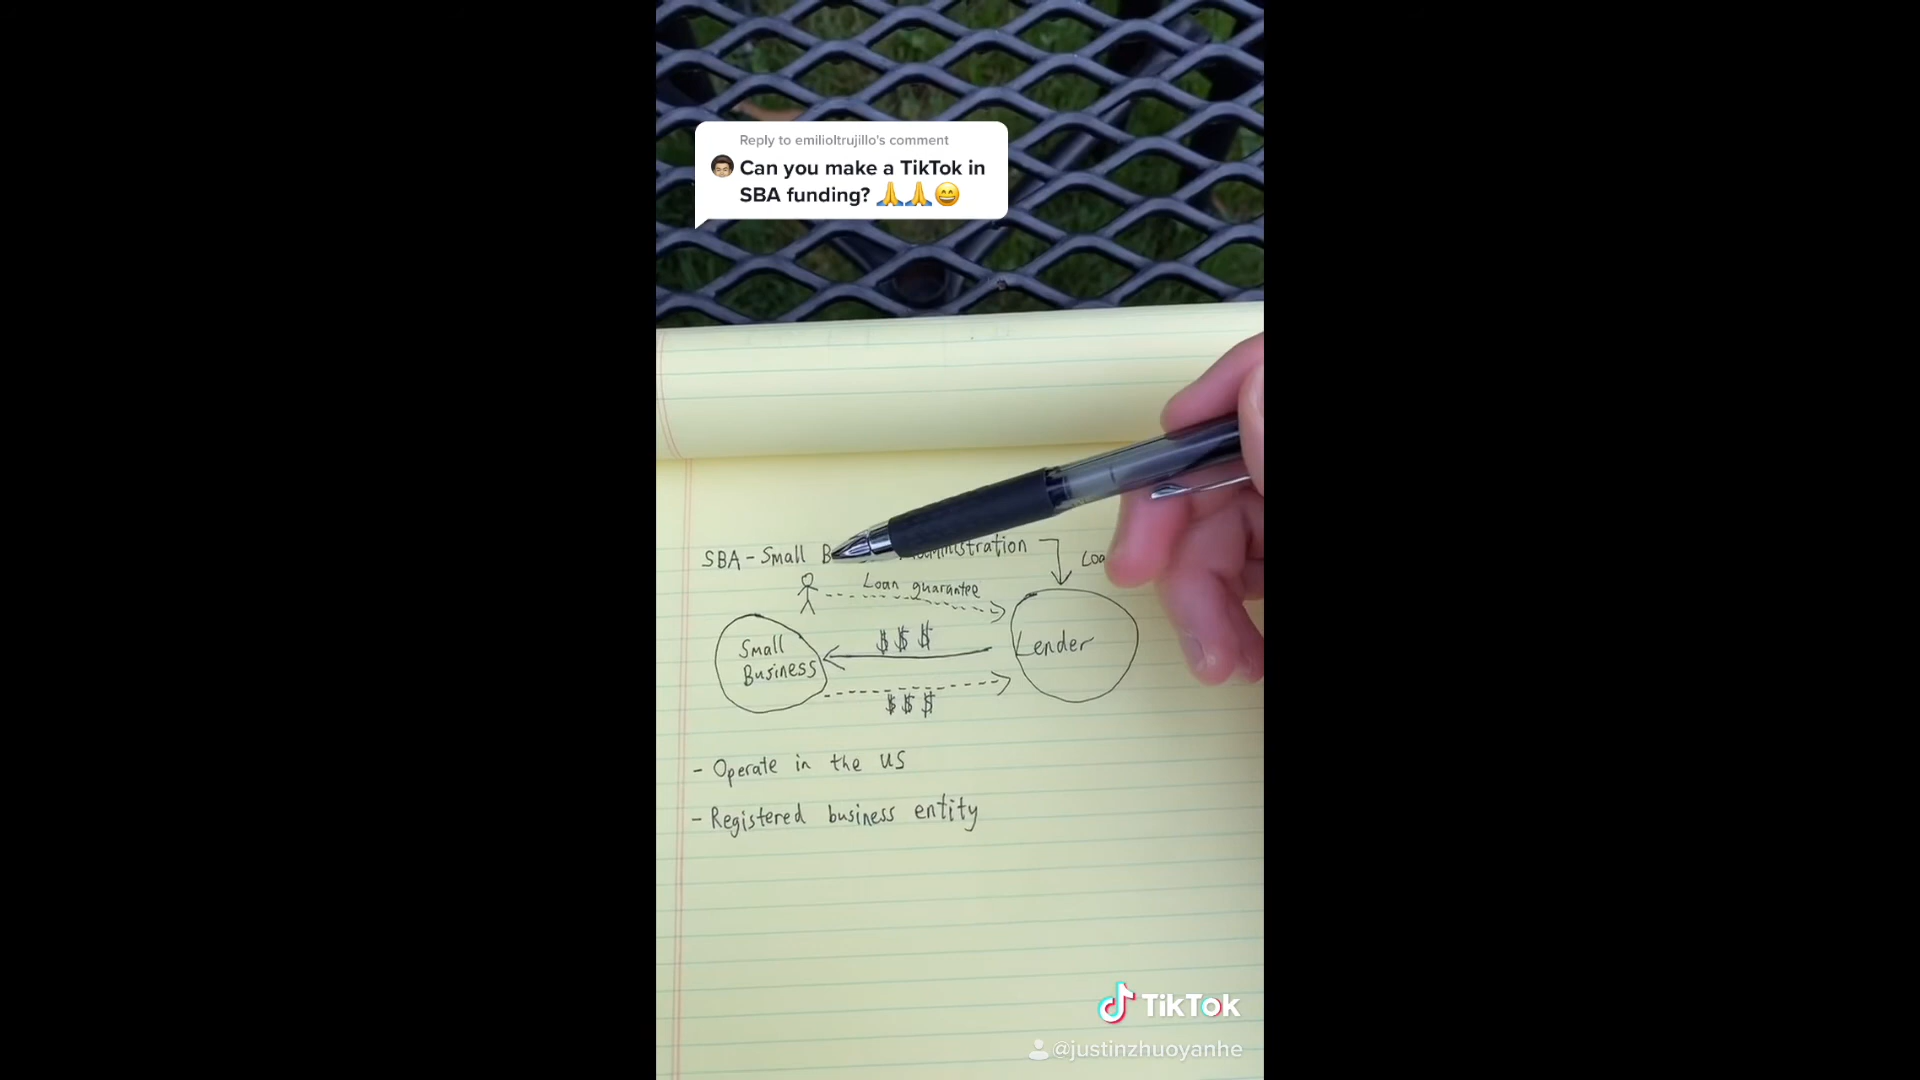 Reply to emilioltrujillo's comment
Can you make a TikTok in
SBA funding? 🙏🙏😄
SBA - Small
Loan guarantee
Small
Business
$ $ $
Lender
$ $ $
- Operate in the US
- Registered business entity
TikTok
@justinzhuoyanhe